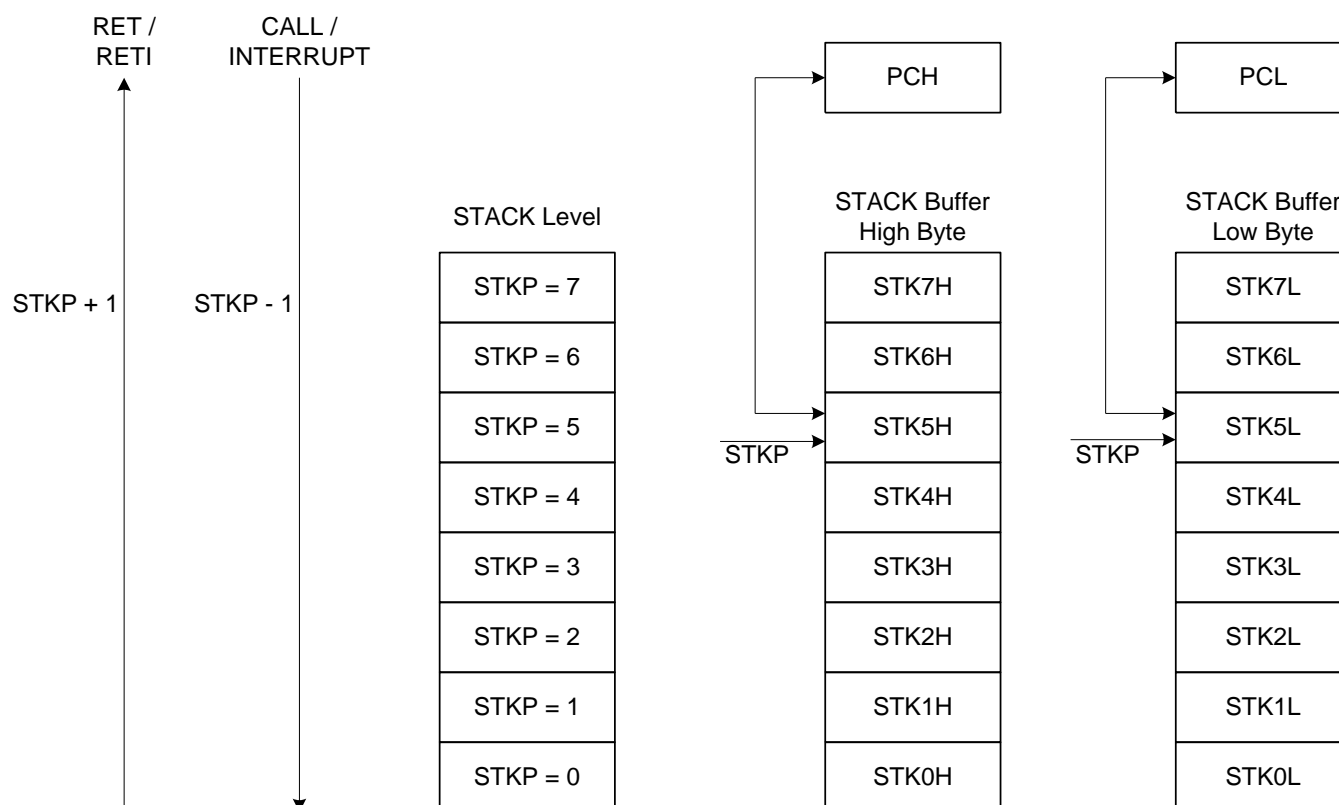 RET /
RETI
CALL /
INTERRUPT
PCH
PCL
STACK Level
STACK Buffer
High Byte
STACK Buffer
Low Byte
STKP + 1
STKP - 1
STKP = 7
STK7H
STK7L
STKP = 6
STK6H
STK6L
STKP = 5
STK5H
STK5L
STKP
STKP
STKP = 4
STK4H
STK4L
STKP = 3
STK3H
STK3L
STKP = 2
STK2H
STK2L
STKP = 1
STK1H
STK1L
STKP = 0
STK0H
STK0L